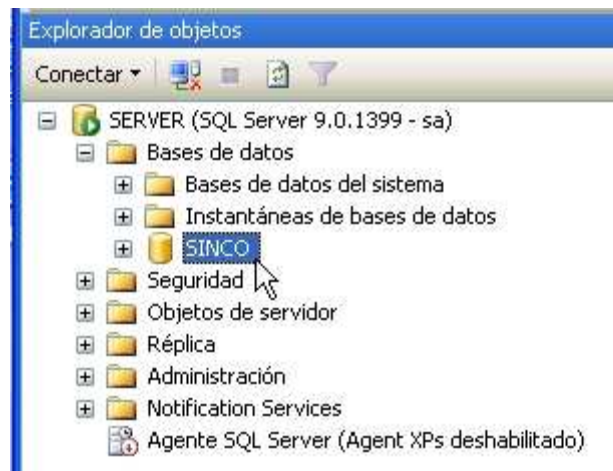 Explorador de objetos
Conectar
SERVER (SQL Server 9.0.1399 - sa)
Bases de datos
Bases de datos del sistema
Instantáneas de bases de datos
SINCO
Seguridad
Objetos de servidor
Réplica
Administración
Notification Services
Agente SQL Server (Agent XPs deshabilitado)